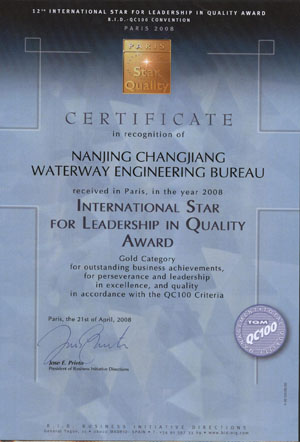 12TH INTERNATIONAL STAR FOR LEADERSHIP IN QUALITY AWARD
B.I.D.-QC100 CONVENTION
PARIS 2008
PARIS
Star
Quality
CERTIFICATE
in recognition of
NANJING CHANGJIANG
WATERWAY ENGINEERING BUREAU
received in Paris, in the year 2008
INTERNATIONAL STAR
FOR LEADERSHIP IN QUALITY
AWARD
Gold Category
for outstanding business achievements,
for perseverance and leadership
in excellence, and quality
in accordance with the QC100 Criteria
Paris, the 21st of April, 2008
Jose E. Prieto
President of Business Initiative Directions
TQM
QC100
B.I.D. BUSINESS INITIATIVE DIRECTIONS